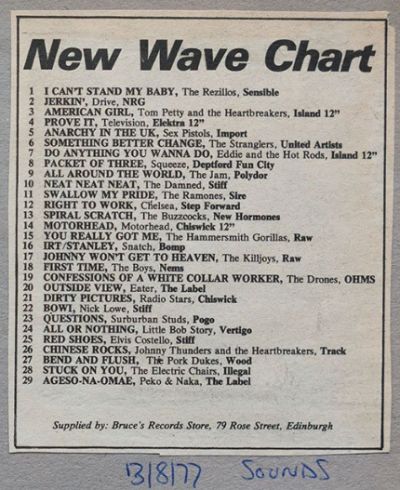 New Wave Chart
1 I CAN'T STAND MY BABY, The Rezillos, Sensible
2 JERKIN', Drive, NRG
3 AMERICAN GIRL, Tom Petty and the Heartbreakers, Island 12"
4 PROVE IT, Television, Elektra 12"
5 ANARCHY IN THE UK, Sex Pistols, Import
6 SOMETHING BETTER CHANGE, The Stranglers, United Artists
7 DO ANYTHING YOU WANNA DO, Eddie and the Hot Rods, Island 12"
8 PACKET OF THREE, Squeeze, Deptford Fun City
9 ALL AROUND THE WORLD, The Jam, Polydor
10 NEAT NEAT NEAT, The Damned, Stiff
11 SWALLOW MY PRIDE, The Ramones, Sire
12 RIGHT TO WORK, Chelsea, Step Forward
13 SPIRAL SCRATCH, The Buzzcocks, New Hormones
14 MOTORHEAD, Motorhead, Chiswick 12"
15 YOU REALLY GOT ME, The Hammersmith Gorillas, Raw
16 IRT/STANLEY, Snatch, Bomp
17 JOHNNY WON'T GET TO HEAVEN, The Killjoys, Raw
18 FIRST TIME, The Boys, Nems
19 CONFESSIONS OF A WHITE COLLAR WORKER, The Drones, OHMS
20 OUTSIDE VIEW, Eater, The Label
21 DIRTY PICTURES, Radio Stars, Chiswick
22 BOWI, Nick Lowe, Stiff
23 QUESTIONS, Surburban Studs, Pogo
24 ALL OR NOTHING, Little Bob Story, Vertigo
25 RED SHOES, Elvis Costello, Stiff
26 CHINESE ROCKS, Johnny Thunders and the Heartbreakers, Track
27 BEND AND FLUSH, The Pork Dukes, Wood
28 STUCK ON YOU, The Electric Chairs, Illegal
29 AGESO-NA-OMAE, Peko & Naka, The Label
Supplied by: Bruce's Records Store, 79 Rose Street, Edinburgh
13/8/77 SOUNDS